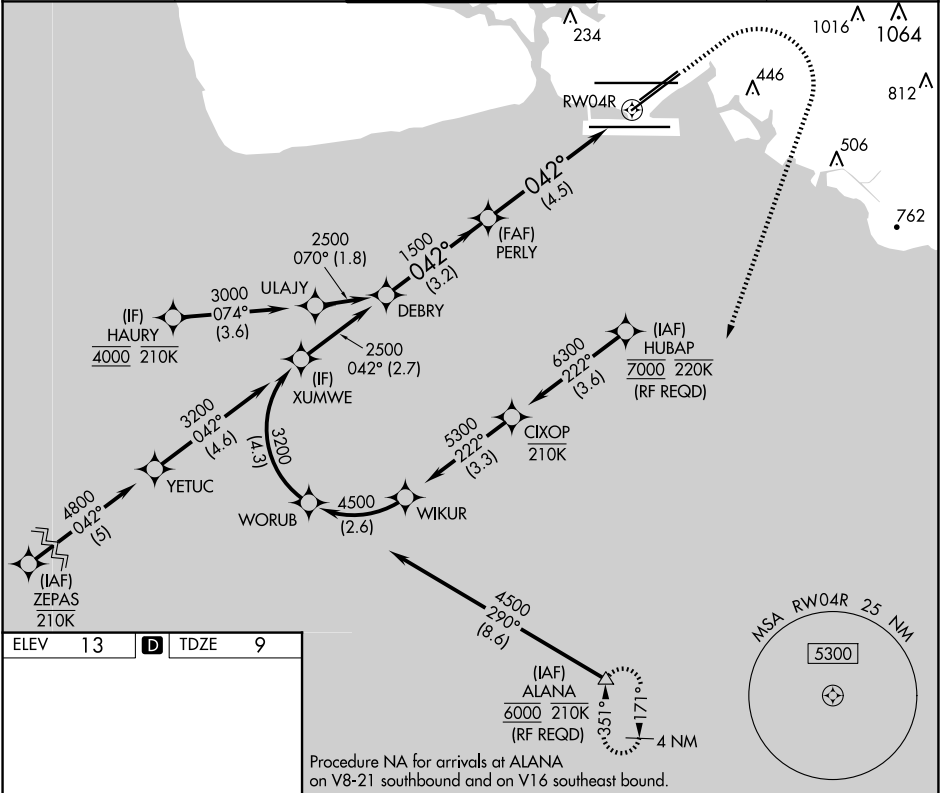 234
1016
1064
446
812
RW04R
506
762
042°
(4.5)
(FAF)
PERLY
1500
042°
(3.2)
2500
070° (1.8)
ULAJY
DEBRY
3000
074°
(3.6)
(IF)
HAURY
4000 210K
2500
042° (2.7)
(IF)
XUMWE
(IAF)
HUBAP
7000 220K
(RF REQD)
6300
222°
(3.6)
CIXOP
210K
5300
222°
(3.3)
3200
042°
(4.6)
3200
(4.3)
YETUC
WORUB
4500
(2.6)
WIKUR
4800
042°
(5)
(IAF)
ZEPAS
210K
4500
290°
(8.6)
(IAF)
ALANA
6000 210K
(RF REQD)
351°
171°
4 NM
MSA RW04R 25 NM
5300
ELEV 13 D TDZE 9
Procedure NA for arrivals at ALANA
on V8-21 southbound and on V16 southeast bound.